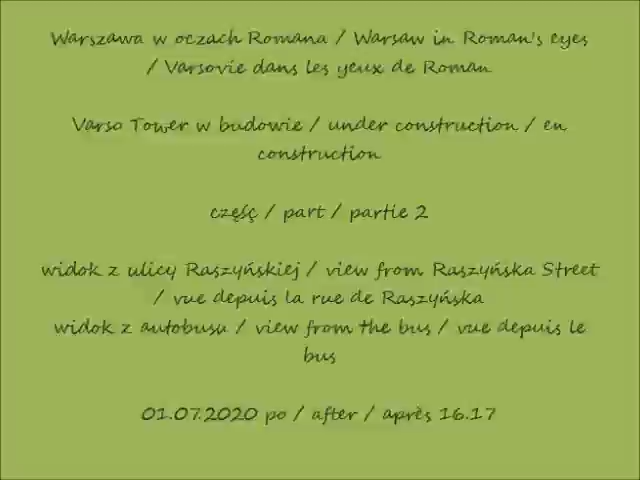 Warszawa w oczach Romana / Warsaw in Roman's eyes
/ Varsovie dans les yeux de Roman
Varso Tower w budowie / under construction / en
construction
część / part / partie 2
widok z ulicy Raszyńskiej / view from Raszyńska Street
/ vue depuis la rue de Raszyńska
widok z autobusu / view from the bus / vue depuis le
bus
01.07.2020 po / after / après 16.17